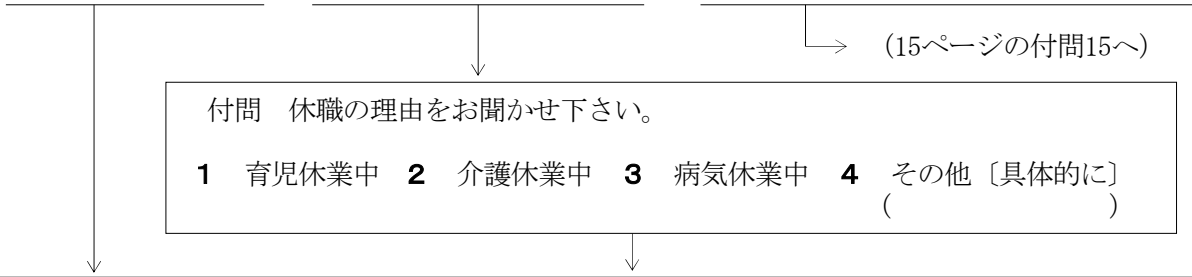 (15ページの付問15へ)
付問　休職の理由をお聞かせ下さい。
1　育児休業中　2　介護休業中　3　病気休業中　4　その他〔具体的に〕
(　　　　　　　　)